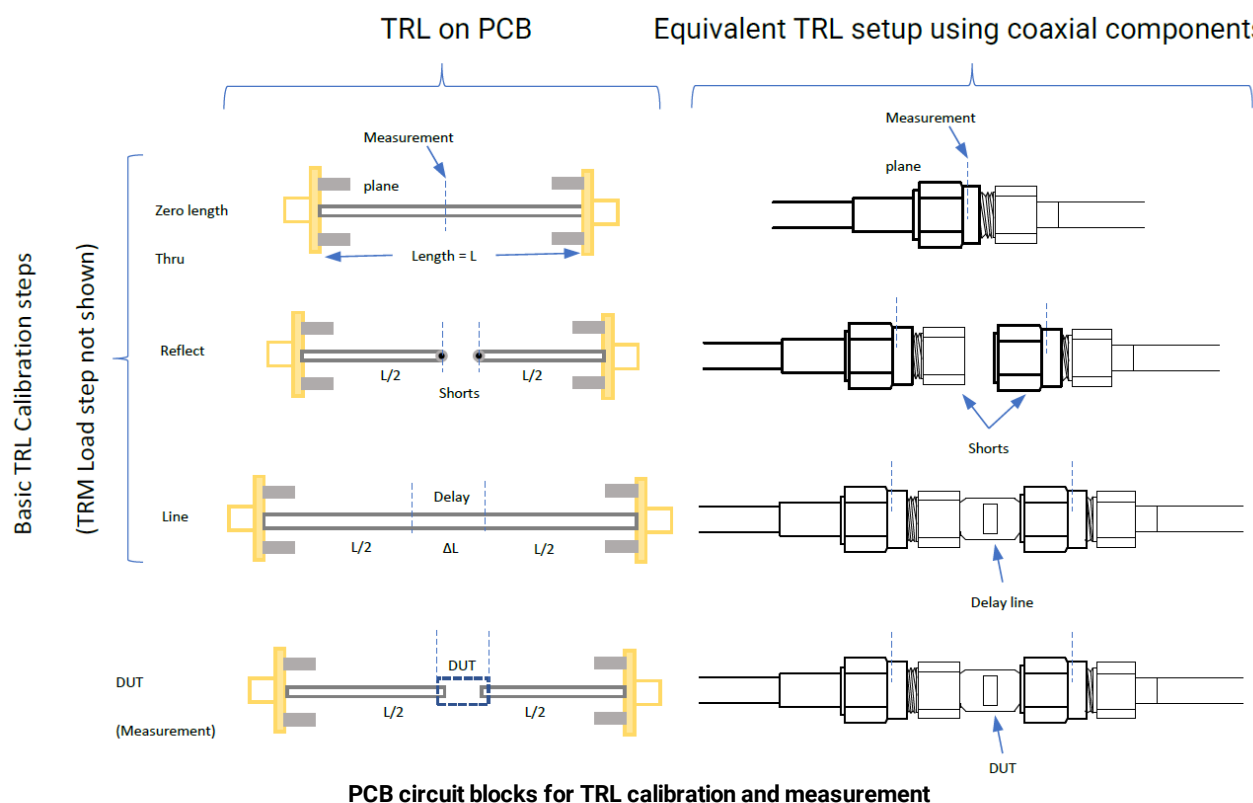 TRL on PCB
Equivalent TRL setup using coaxial components
Basic TRL Calibration steps
(TRM Load step not shown)
Measurement
plane
Zero length
Thru
Length = L
Measurement
plane
Reflect
L/2
L/2
Shorts
Shorts
Line
Delay
L/2
ΔL
L/2
Delay line
DUT
(Measurement)
DUT
L/2
L/2
DUT
PCB circuit blocks for TRL calibration and measurement